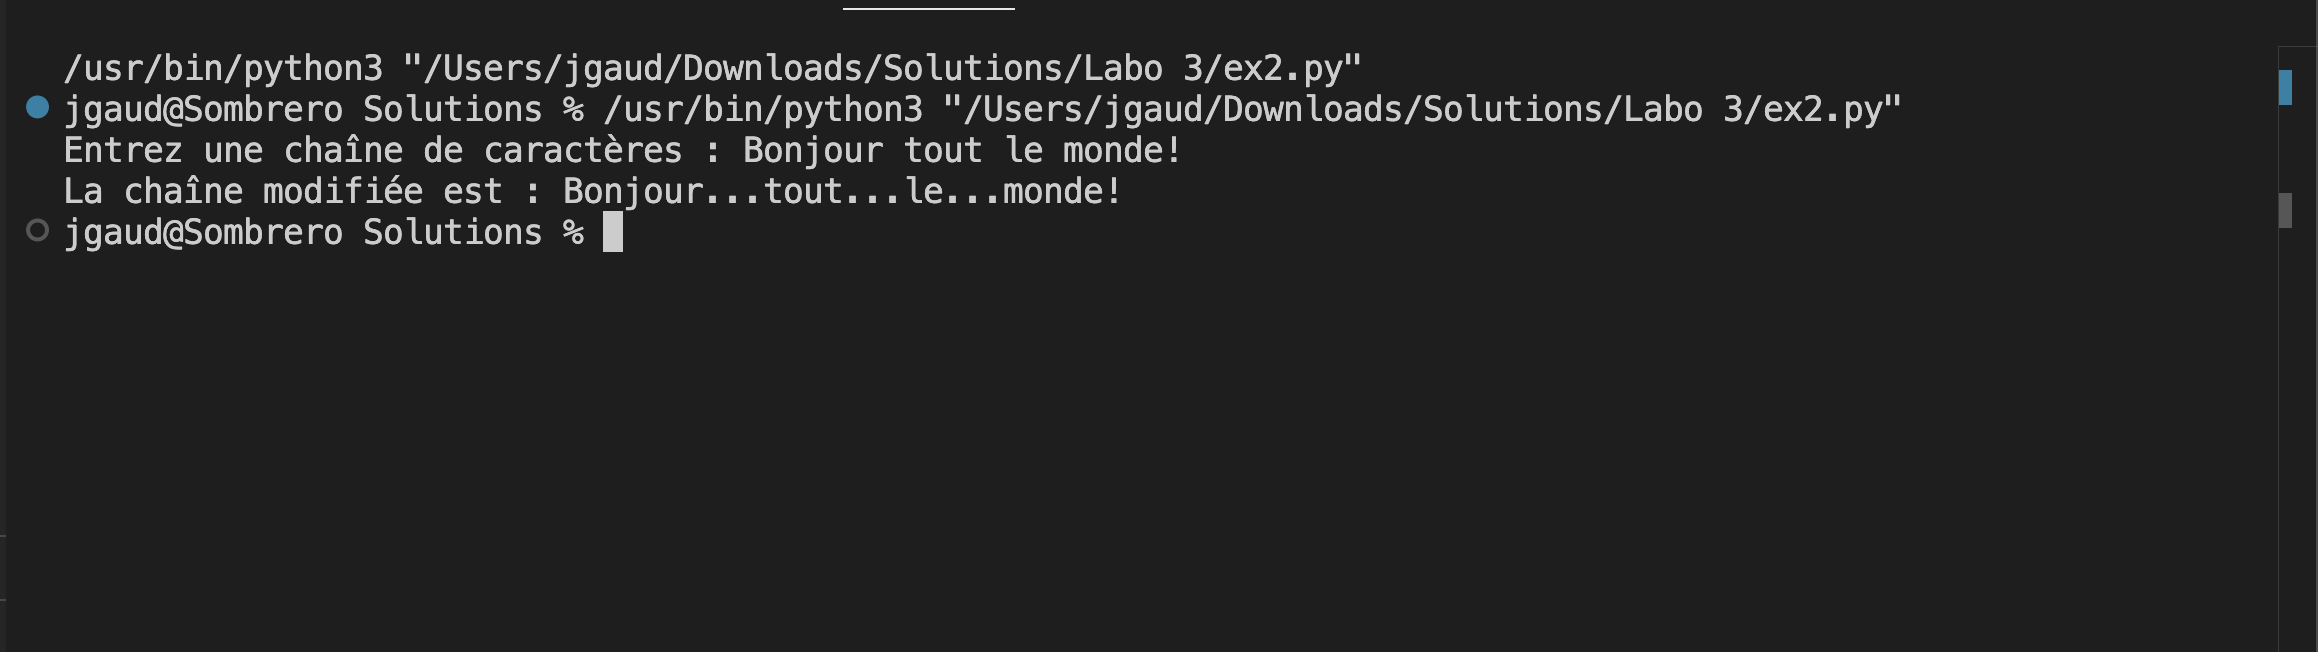 /usr/bin/python3 "/Users/jgaud/Downloads/Solutions/Labo 3/ex2.py"
jgaud@Sombrero Solutions % /usr/bin/python3 "/Users/jgaud/Downloads/Solutions/Labo 3/ex2.py"
Entrez une chaîne de caractères : Bonjour tout le monde!
La chaîne modifiée est : Bonjour...tout...le...monde!
jgaud@Sombrero Solutions %